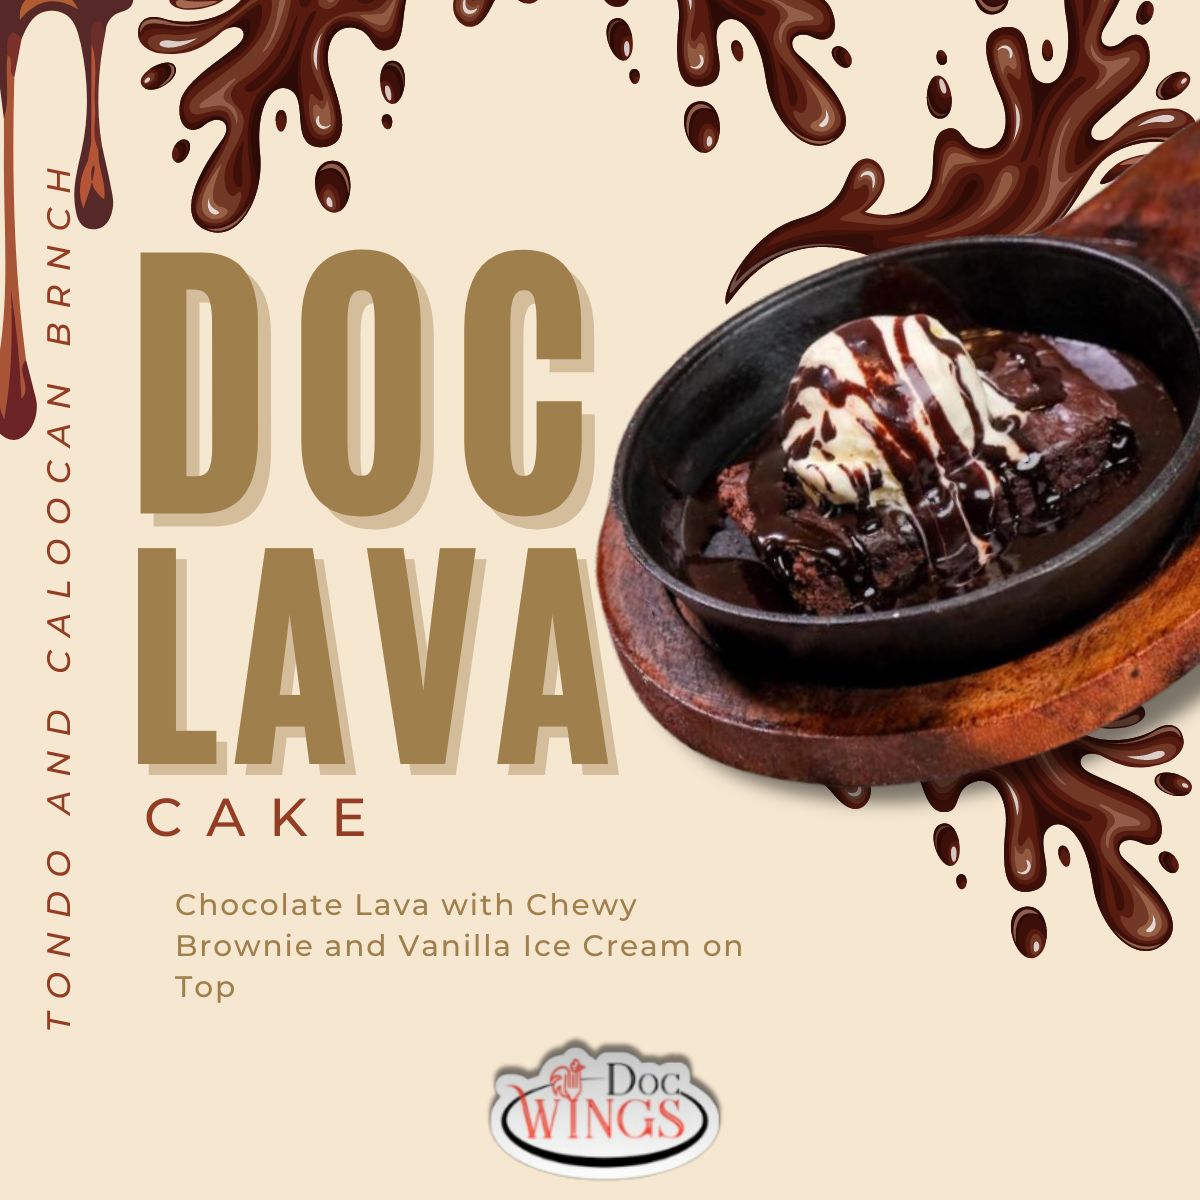 TONDO AND CALOOCAN BRNCH
DOC
LAVA
CAKE
Chocolate Lava with Chewy
Brownie and Vanilla Ice Cream on
Top
Doc
WINGS